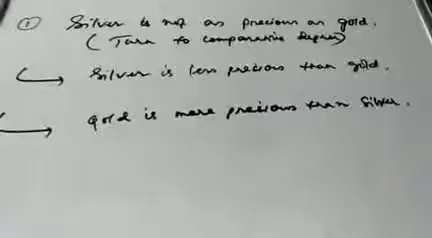 ① Silver is not as precious as gold.
( Turn to comparative degree)
Silver is less precious than gold.
gold is more precious than silver.